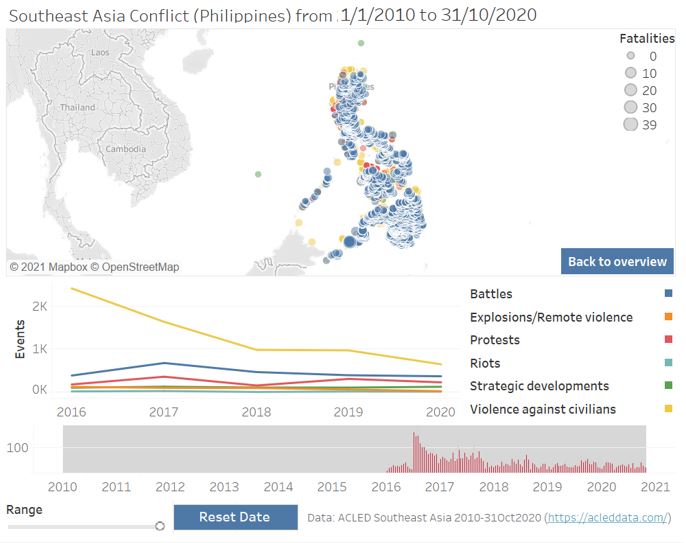 Southeast Asia Conflict (Philippines) from 1/1/2010 to 31/10/2020
Fatalities
0
10
20
30
39
Laos
Thailand
Cambodia
© 2021 Mapbox © OpenStreetMap
Back to overview
Events
2K
1K
0K
2016 2017 2018 2019 2020
Battles
Explosions/Remote violence
Protests
Riots
Strategic developments
Violence against civilians
100
2010 2011 2012 2013 2014 2015 2016 2017 2018 2019 2020 2021
Range
Reset Date
Data: ACLED Southeast Asia 2010-31Oct2020 (https://acleddata.com/)